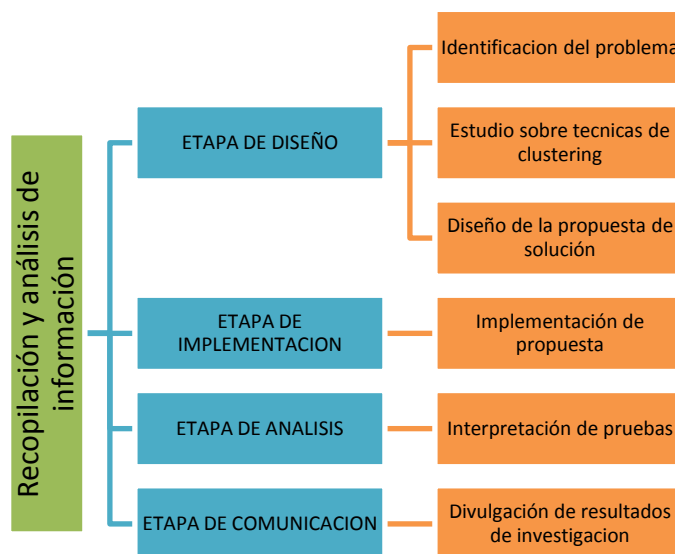 Recopilación y análisis de
información
ETAPA DE DISEÑO
Identificacion del problema
Estudio sobre tecnicas de
clustering
Diseño de la propuesta de
solución
ETAPA DE
IMPLEMENTACION
Implementación de
propuesta
ETAPA DE ANALISIS
Interpretación de pruebas
ETAPA DE COMUNICACION
Divulgación de resultados
de investigacion